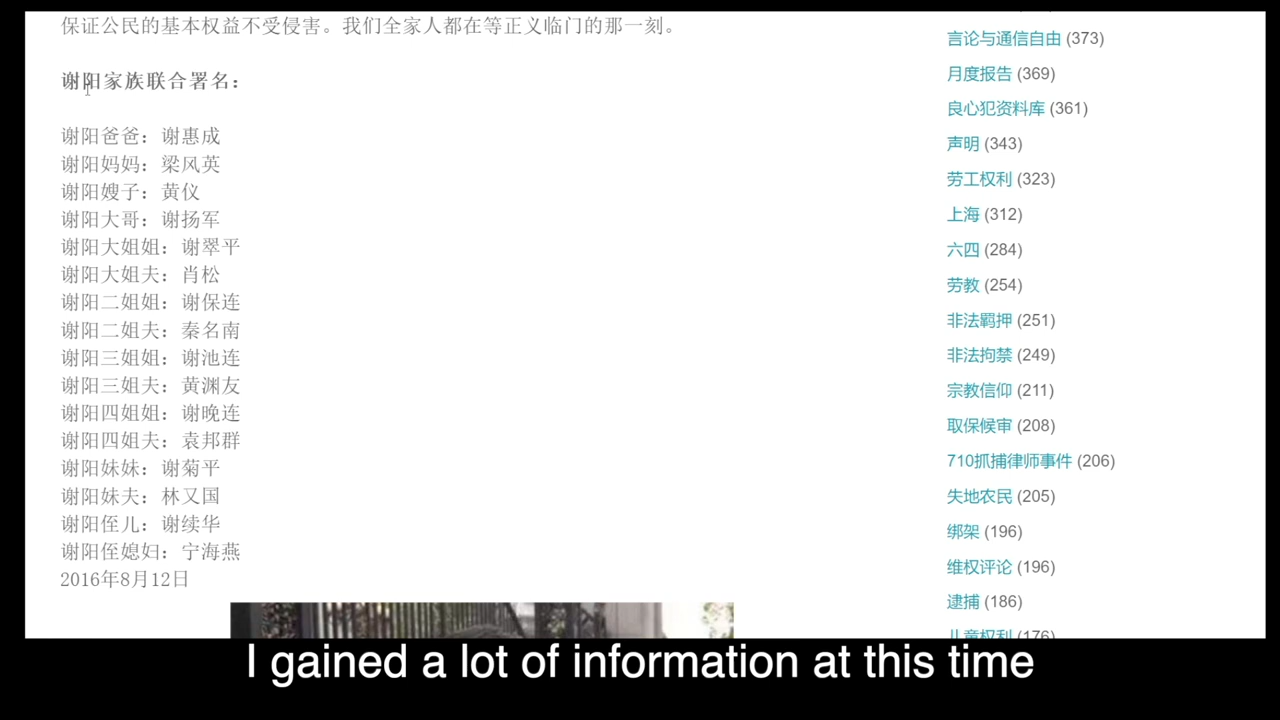 保证公民的基本权益不受侵害。我们全家人都在等正义临门的那一刻。
谢阳家族联合署名：
谢阳爸爸：谢惠成
谢阳妈妈：梁风英
谢阳嫂子：黄仪
谢阳大哥：谢扬军
谢阳大姐姐：谢翠平
谢阳大姐夫：肖松
谢阳二姐姐：谢保连
谢阳二姐夫：秦名南
谢阳三姐姐：谢池连
谢阳三姐夫：黄渊友
谢阳四姐姐：谢晚连
谢阳四姐夫：袁邦群
谢阳妹妹：谢菊平
谢阳妹夫：林又国
谢阳侄儿：谢续华
谢阳侄媳妇：宁海燕
2016年8月12日
言论与通信自由 (373)
月度报告 (369)
良心犯资料库 (361)
声明 (343)
劳工权利 (323)
上海 (312)
六四 (284)
劳教 (254)
非法羁押 (251)
非法拘禁 (249)
宗教信仰 (211)
取保候审 (208)
710抓捕律师事件 (206)
失地农民 (205)
绑架 (196)
维权评论 (196)
逮捕 (186)
儿童权利 (176)
I gained a lot of information at this time